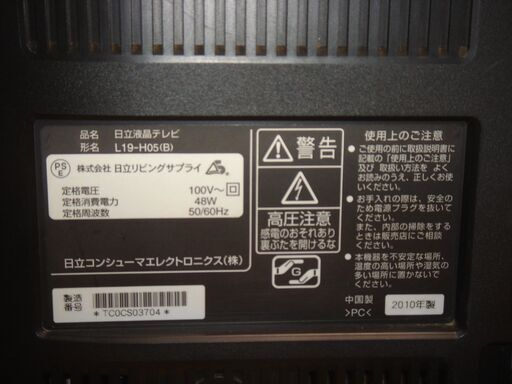 品名 日立液晶テレビ
形名 L19-H05(B)
PS
E
株式会社 日立リビングサプライ
定格電圧 100V～
定格消費電力 48W
定格周波数 50/60Hz
日立コンシューマエレクトロニクス(株)
製造
番号
* TC0CS03704 *
警告
高圧注意
感電のおそれあり
裏ぶたを開けるな
G
使用上のご注意
● ご使用の前に取扱説明書に
記載の「使用上のご注意」
及び 取扱い方法を よく
お読みのうえ、正しくお使
いください。
● お手入れの際は、安全の
ため電源プラグを抜いて
ください。
また、内部の掃除をする
ときは販売店にご相談
ください。
● 本機器を不安定な場所、
温度の高い場所や湿気の
多い場所に置かないで
ください。
中国製
>PC<
2010年製